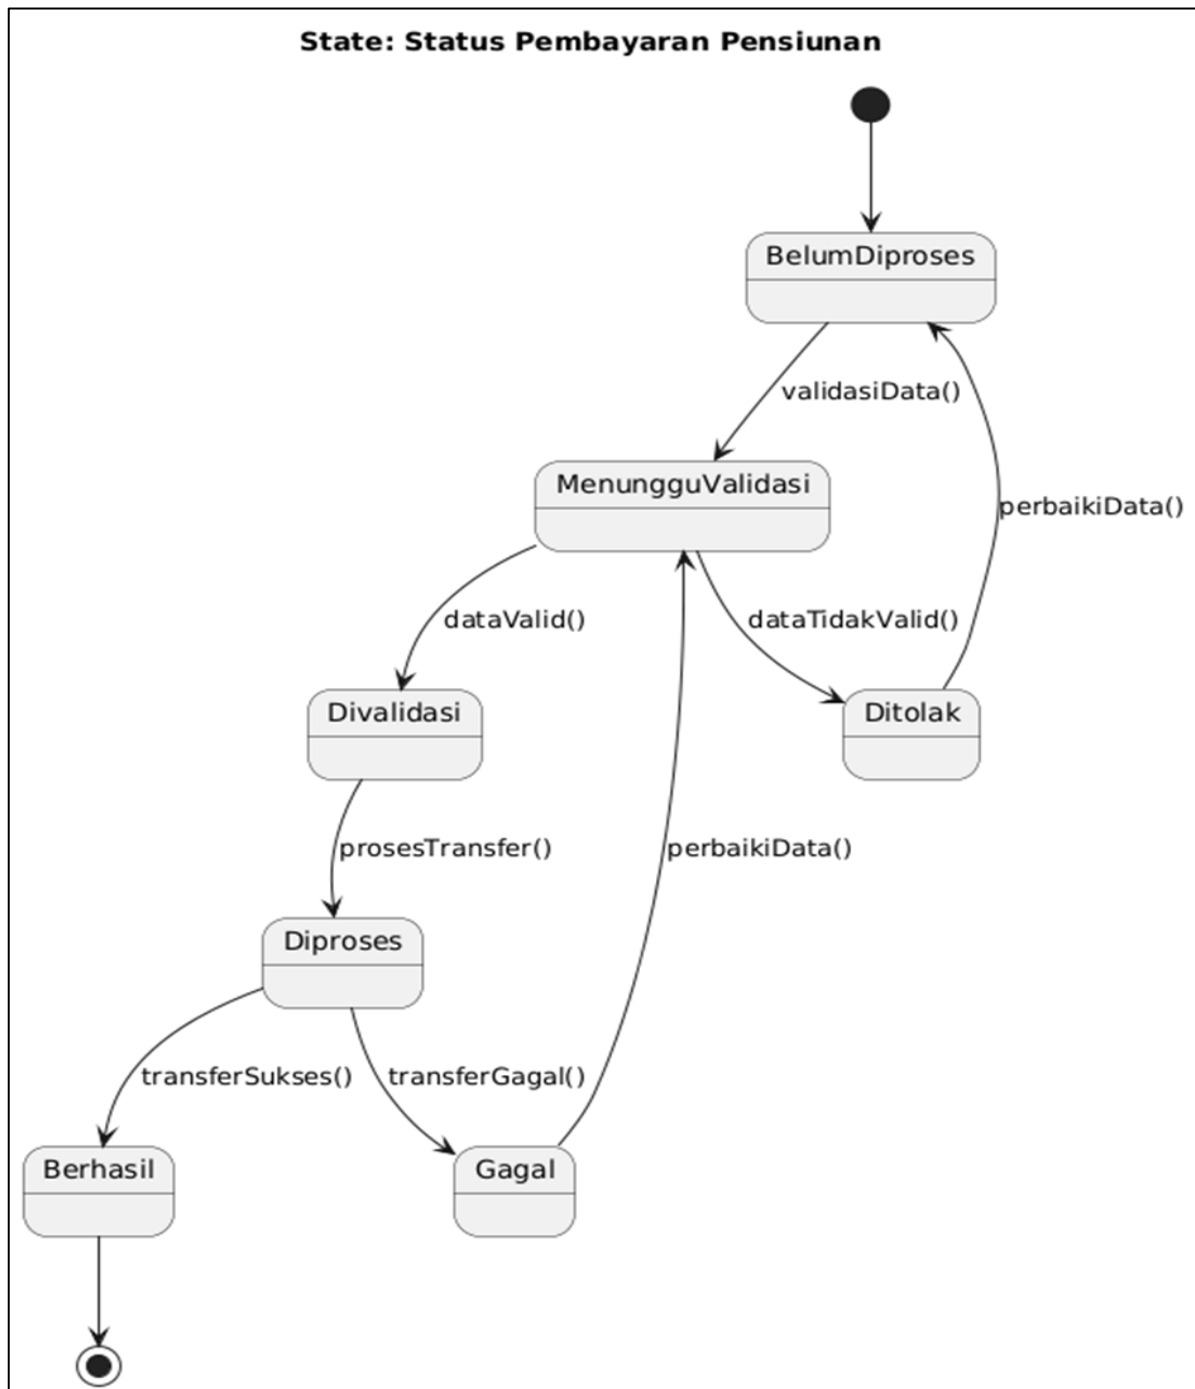 State: Status Pembayaran Pensiunan
BelumDiproses
validasiData()
MenungguValidasi
perbaikiData()
dataValid()
dataTidakValid()
Divalidasi
Ditolak
prosesTransfer()
perbaikiData()
Diproses
transferSukses()
transferGagal()
Berhasil
Gagal